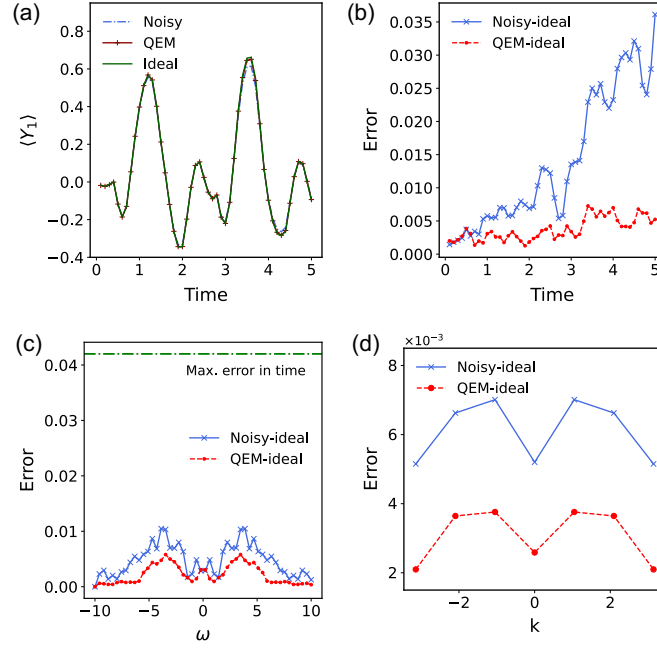 (a)
Noisy
QEM
Ideal
⟨Y₁⟩
0.8
0.6
0.4
0.2
0.0
−0.2
−0.4
0 1 2 3 4 5
Time
(b)
Noisy-ideal
QEM-ideal
Error
0.035
0.030
0.025
0.020
0.015
0.010
0.005
0.000
0 1 2 3 4 5
Time
(c)
Max. error in time
Noisy-ideal
QEM-ideal
Error
0.04
0.03
0.02
0.01
0.00
−10 −5 0 5 10
ω
(d)
×10⁻³
Noisy-ideal
QEM-ideal
Error
8
6
4
2
−2 0 2
k